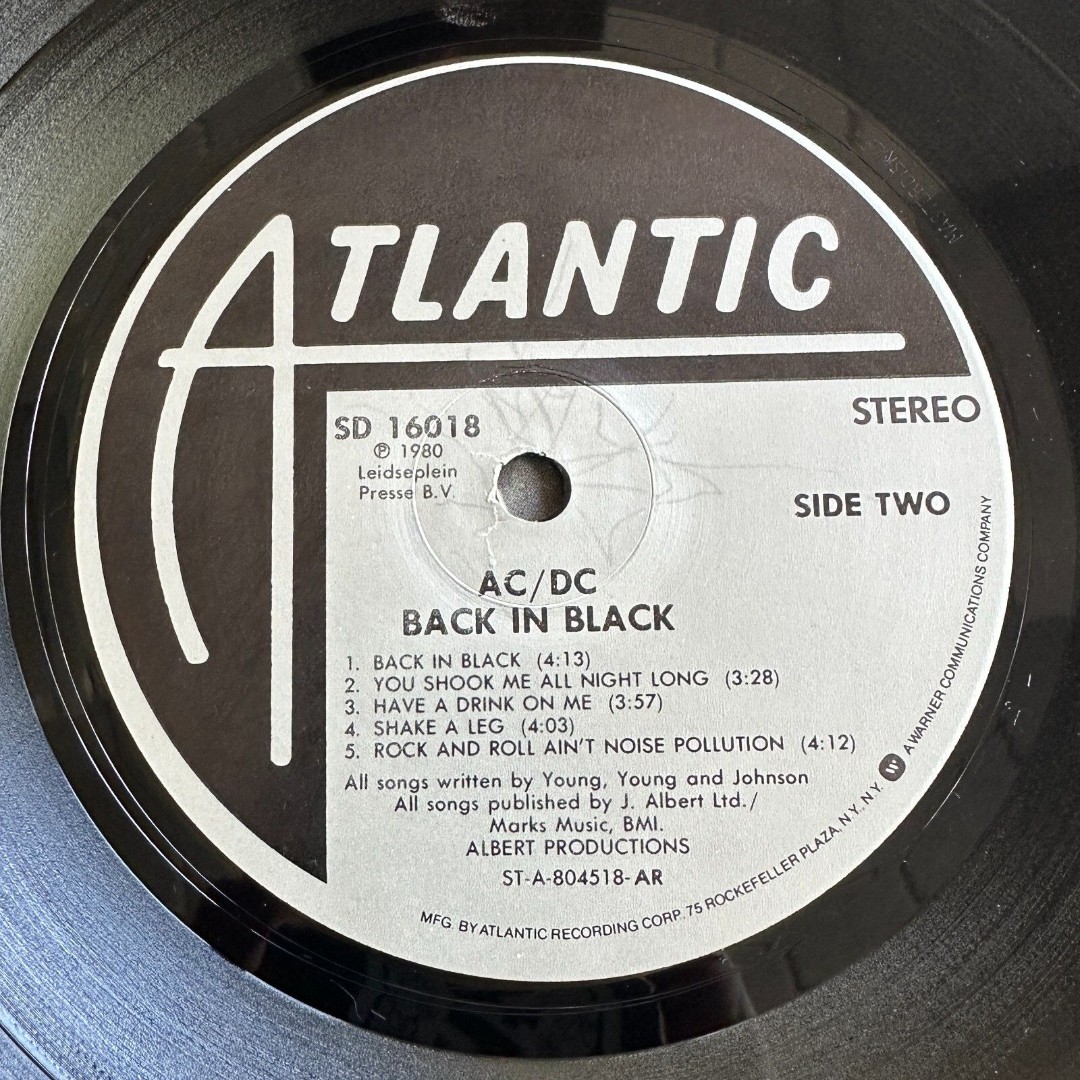 ATLANTIC
SD 16018
STEREO
℗ 1980
Leidseplein
Presse B.V.
SIDE TWO
AC/DC
BACK IN BLACK
1. BACK IN BLACK (4:13)
2. YOU SHOOK ME ALL NIGHT LONG (3:28)
3. HAVE A DRINK ON ME (3:57)
4. SHAKE A LEG (4:03)
5. ROCK AND ROLL AIN'T NOISE POLLUTION (4:12)
All songs written by Young, Young and Johnson
All songs published by J. Albert Ltd./
Marks Music, BMI.
ALBERT PRODUCTIONS
ST-A-804518-AR
MFG. BY ATLANTIC RECORDING CORP. 75 ROCKEFELLER PLAZA, N.Y., N.Y. A WARNER COMMUNICATIONS COMPANY